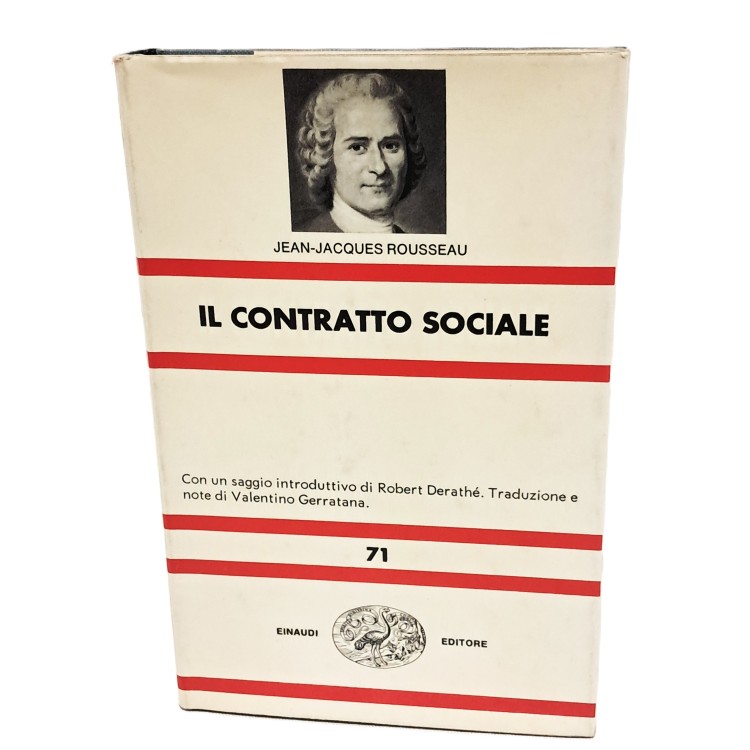 JEAN-JACQUES ROUSSEAU
IL CONTRATTO SOCIALE
Con un saggio introduttivo di Robert Derathé. Traduzione e
note di Valentino Gerratana.
71
EINAUDI EDITORE